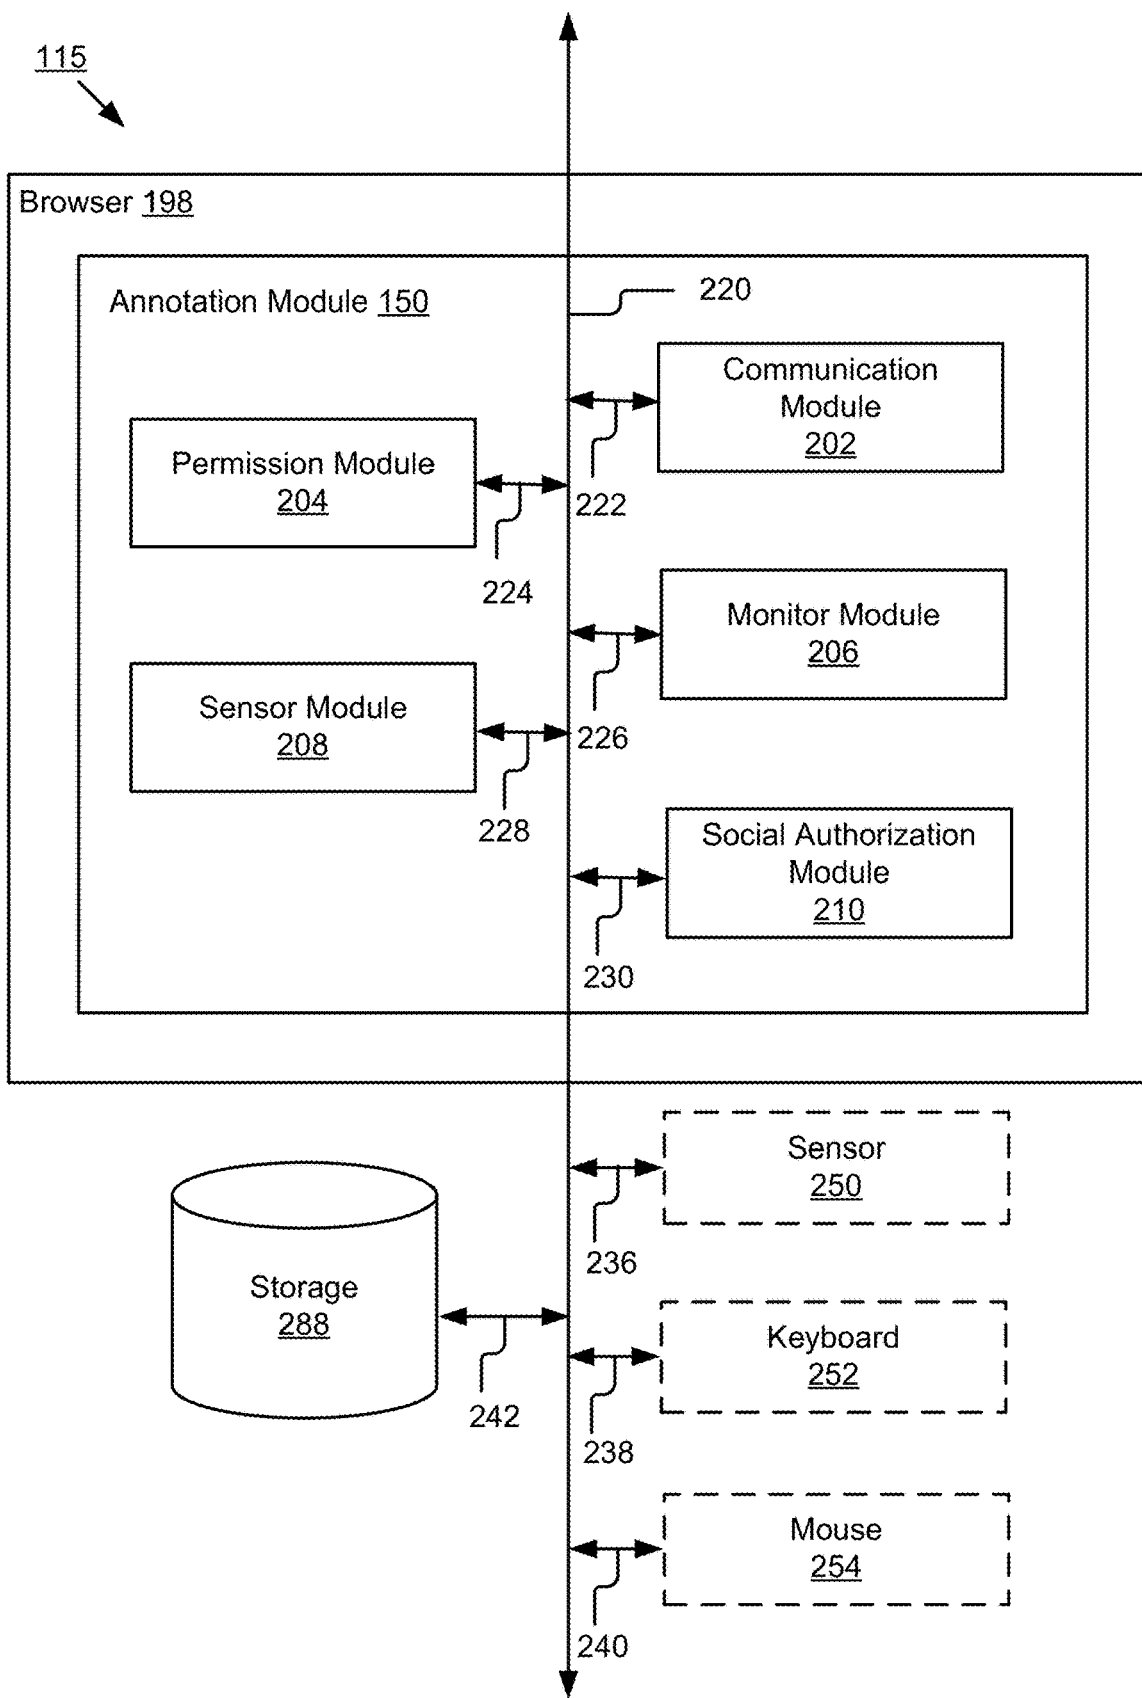 115
Browser 198
Annotation Module 150
220
Communication
Module
202
222
Permission Module
204
224
Monitor Module
206
226
Sensor Module
208
228
Social Authorization
Module
210
230
Sensor
250
236
Storage
288
242
Keyboard
252
238
Mouse
254
240